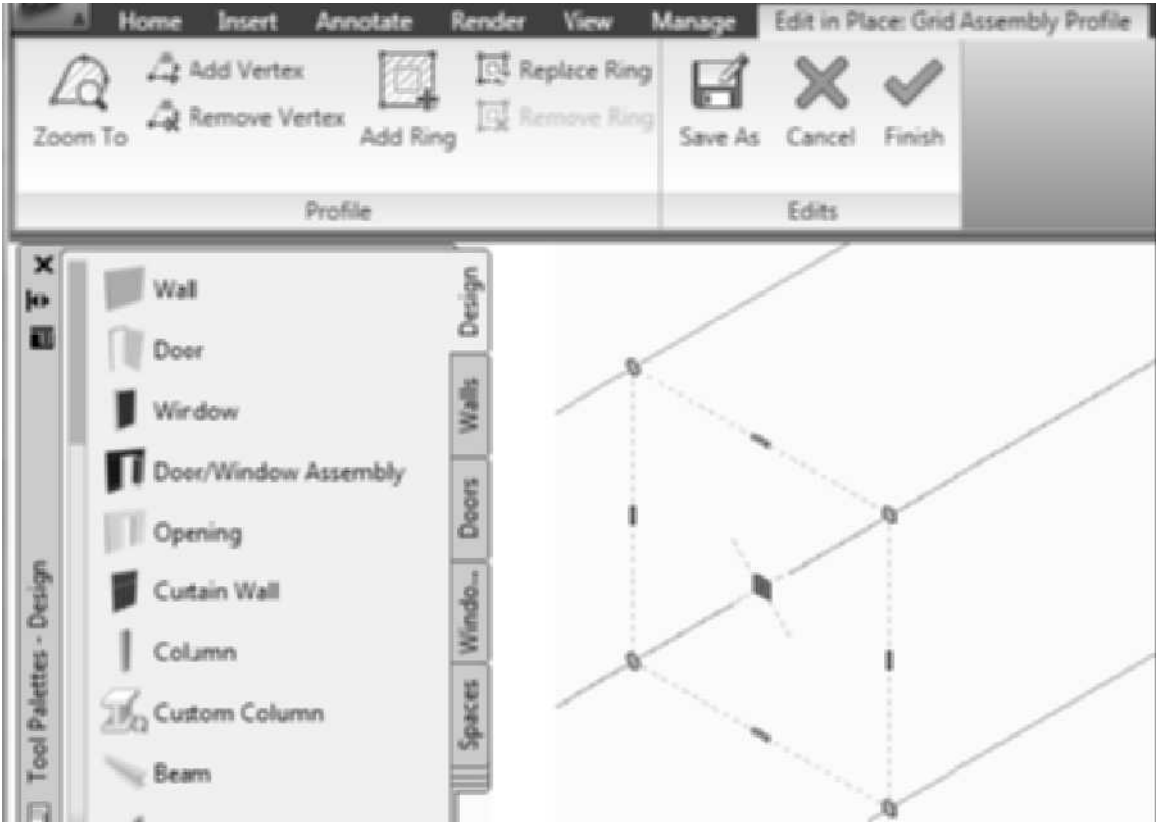 Home Insert Annotate Render View Manage Edit in Place: Grid Assembly Profile
Zoom To
Add Vertex
Remove Vertex
Add Ring
Replace Ring
Remove Ring
Save As
Cancel
Finish
Profile
Edits
Tool Palettes - Design
Wall
Door
Window
Door/Window Assembly
Opening
Curtain Wall
Column
Custom Column
Beam
Design
Walls
Doors
Windo...
Spaces